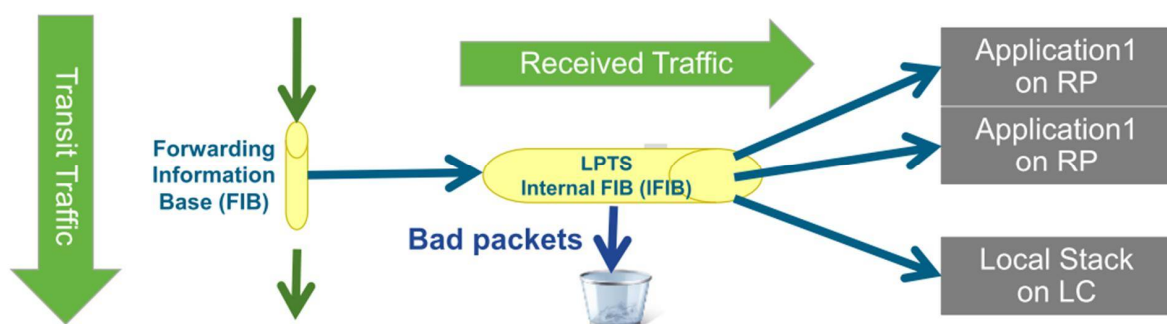 Transit Traffic
Received Traffic
Forwarding
Information
Base (FIB)
LPTS
Internal FIB (IFIB)
Bad packets
Application1
on RP
Application1
on RP
Local Stack
on LC